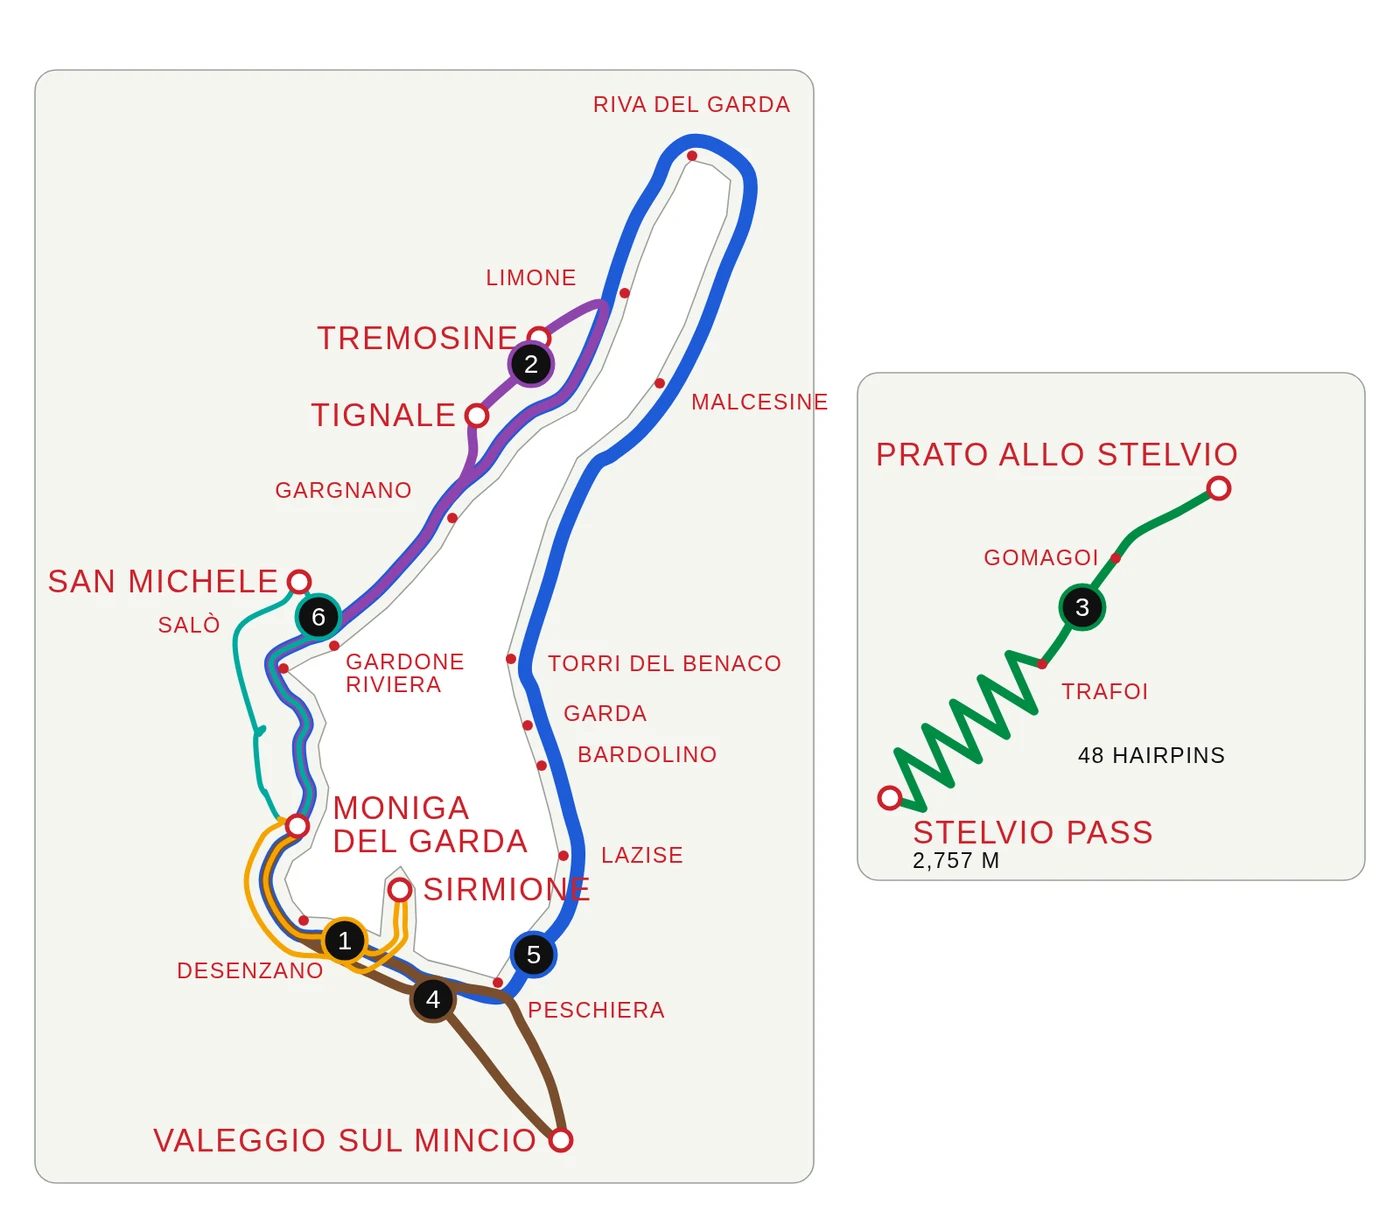 RIVA DEL GARDA
LIMONE
TREMOSINE
2
TIGNALE
MALCESINE
GARGNANO
SAN MICHELE
6
SALÒ
GARDONE
RIVIERA
TORRI DEL BENACO
GARDA
BARDOLINO
MONIGA
DEL GARDA
LAZISE
SIRMIONE
1
5
DESENZANO
4
PESCHIERA
VALEGGIO SUL MINCIO
PRATO ALLO STELVIO
GOMAGOI
3
TRAFOI
48 HAIRPINS
STELVIO PASS
2,757 M